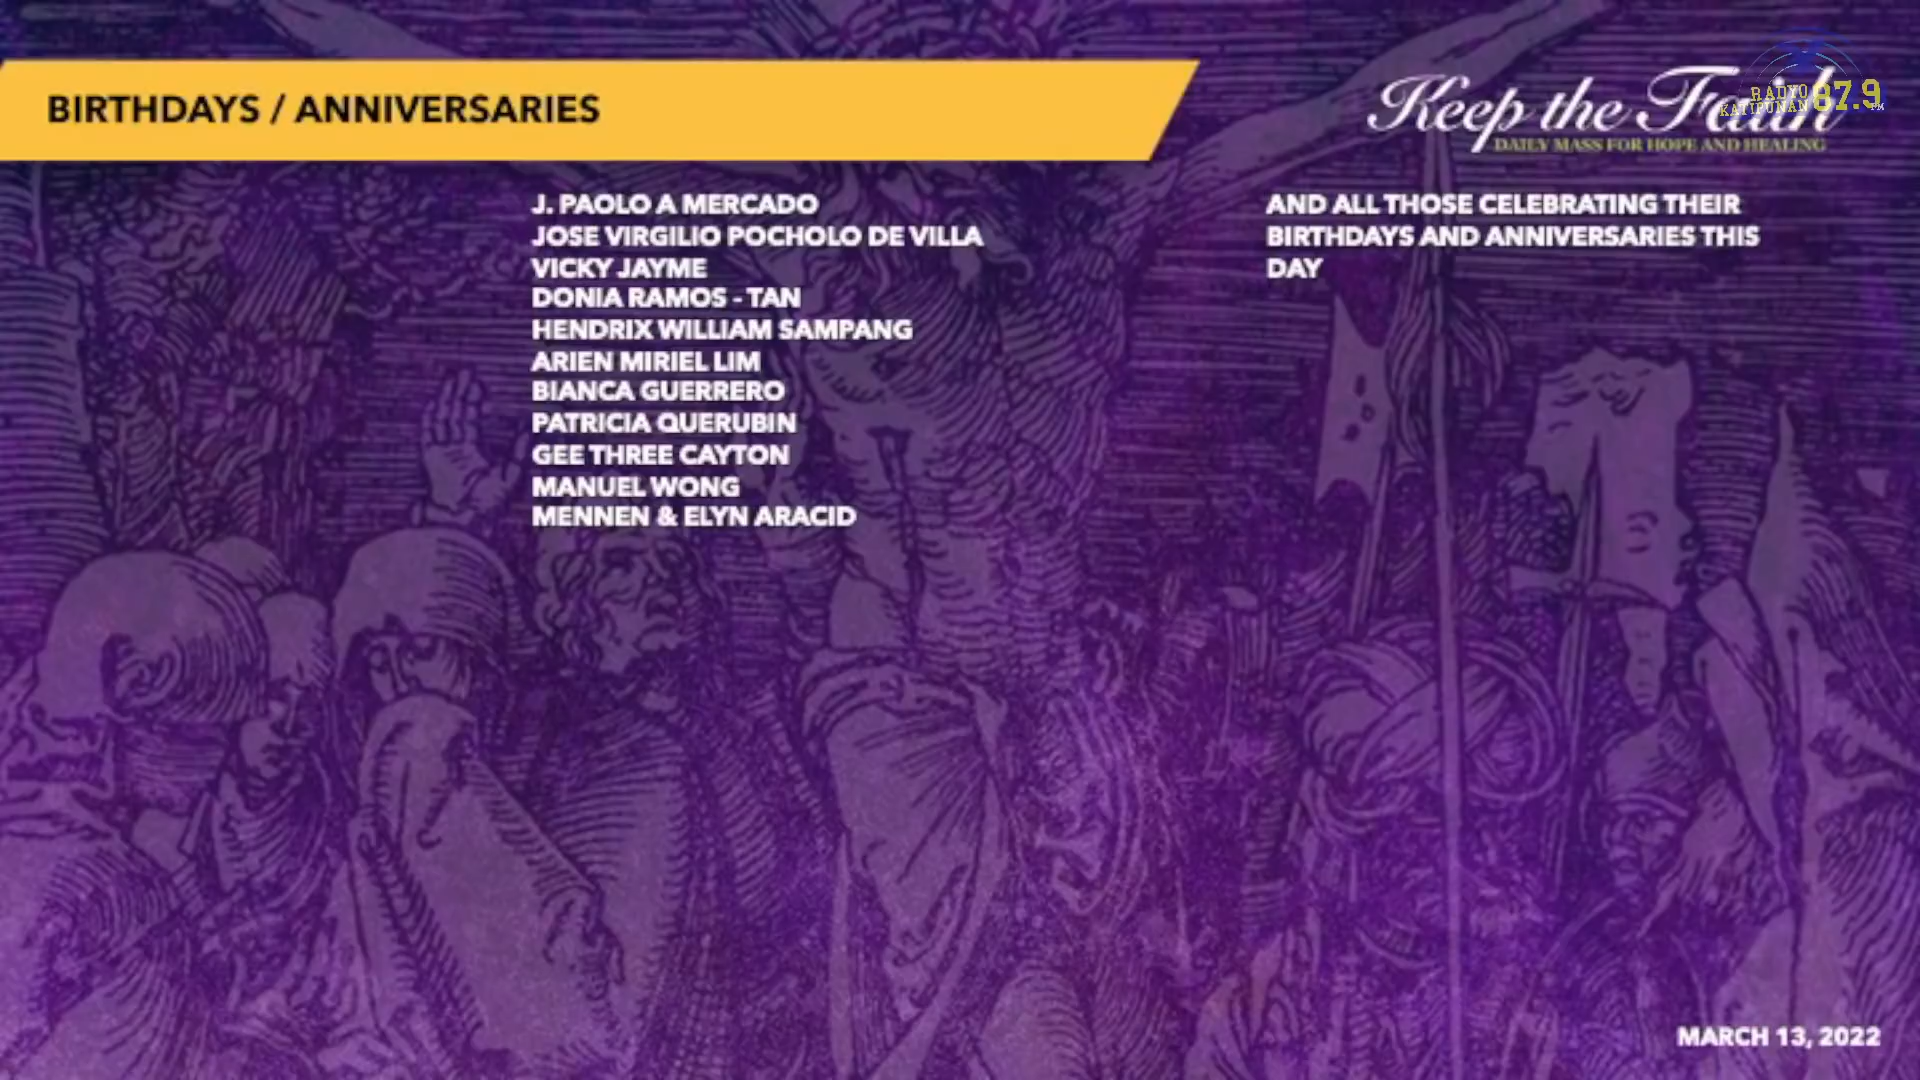 BIRTHDAYS / ANNIVERSARIES
Keep the Faith
RADYO
KATIPUNAN 87.9
FM
DAILY MASS FOR HOPE AND HEALING
J. PAOLO A MERCADO
JOSE VIRGILIO POCHOLO DE VILLA
VICKY JAYME
DONIA RAMOS - TAN
HENDRIX WILLIAM SAMPANG
ARIEN MIRIEL LIM
BIANCA GUERRERO
PATRICIA QUERUBIN
GEE THREE CAYTON
MANUEL WONG
MENNEN & ELYN ARACID
AND ALL THOSE CELEBRATING THEIR
BIRTHDAYS AND ANNIVERSARIES THIS
DAY
MARCH 13, 2022